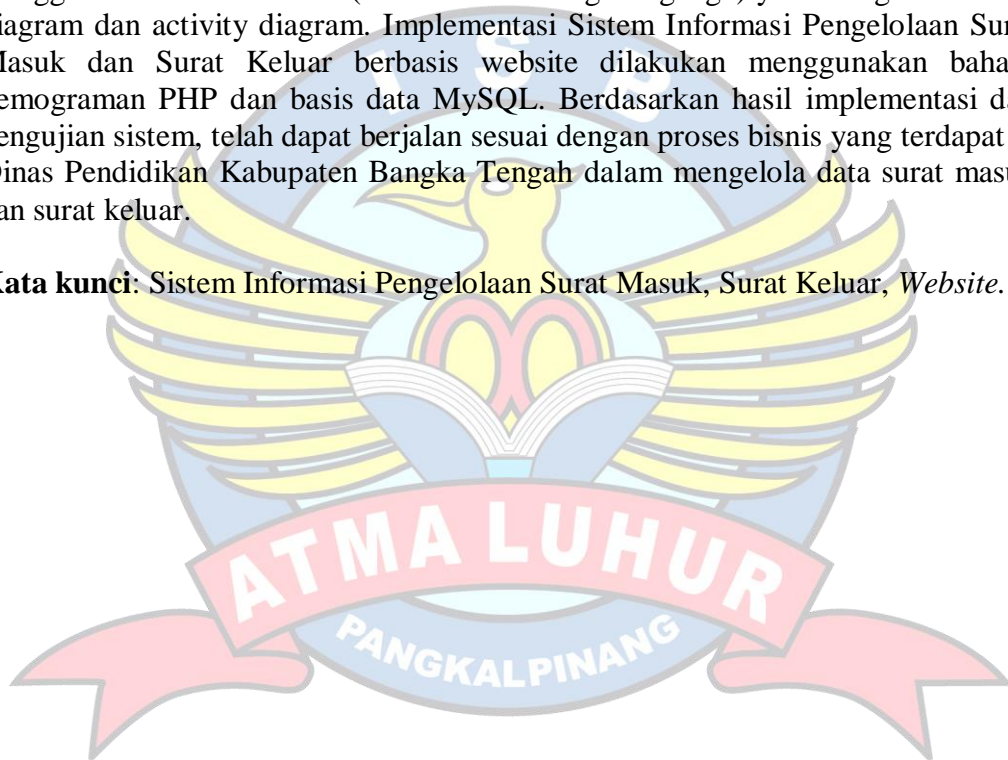 diagram dan activity diagram. Implementasi Sistem Informasi Pengelolaan Surat
Masuk dan Surat Keluar berbasis website dilakukan menggunakan bahasa
pemograman PHP dan basis data MySQL. Berdasarkan hasil implementasi dan
pengujian sistem, telah dapat berjalan sesuai dengan proses bisnis yang terdapat
Dinas Pendidikan Kabupaten Bangka Tengah dalam mengelola data surat masuk
dan surat keluar.
Kata kunci: Sistem Informasi Pengelolaan Surat Masuk, Surat Keluar, Website.
I S B
ATMA LUHUR
PANGKALPINANG